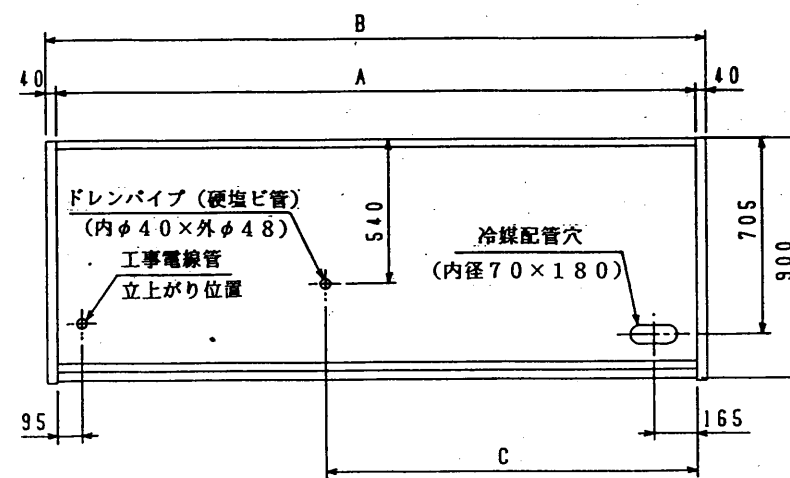 B
40
A
40
ドレンパイプ（硬塩ビ管）
（内φ40×外φ48）
540
冷媒配管穴
（内径70×180）
705
900
工事電線管
立上がり位置
95
165
C